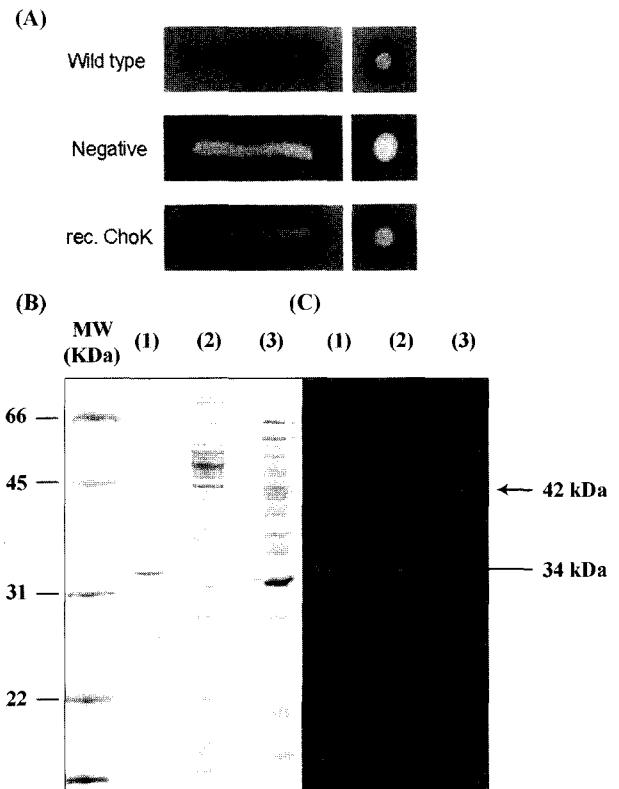 (A)
Wild type
Negative
rec. ChoK
(B) (C)
MW
(KDa) (1) (2) (3) (1) (2) (3)
66
45
42 kDa
34 kDa
31
22